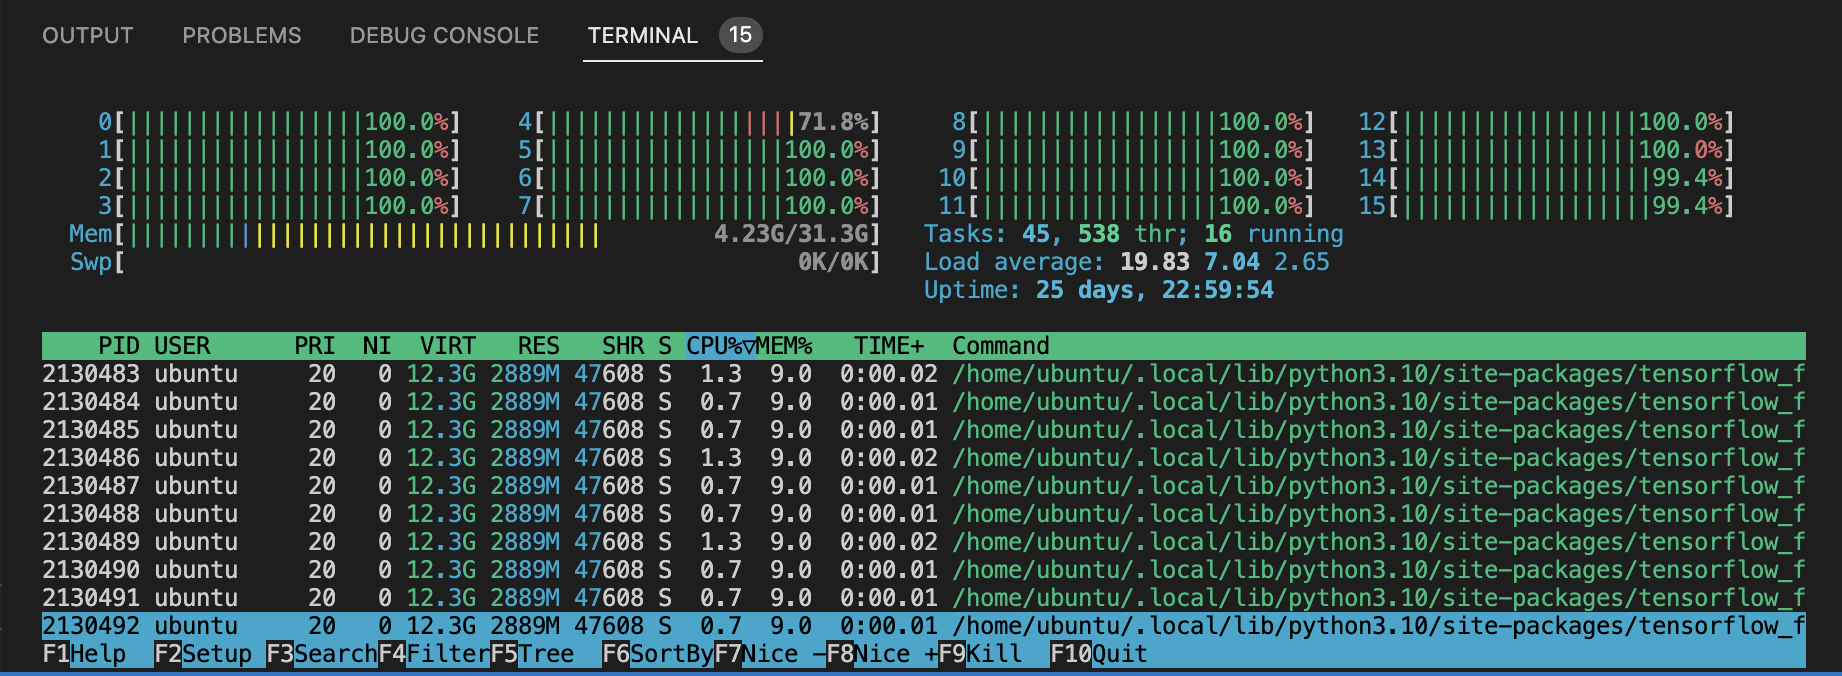 OUTPUT PROBLEMS DEBUG CONSOLE TERMINAL 15
0[||||||||||||||||||100.0%] 4[||||||||||||||||||71.8%] 8[|||||||||||||||||100.0%] 12[|||||||||||||||||100.0%]
1[|||||||||||||||||100.0%] 5[|||||||||||||||||100.0%] 9[|||||||||||||||||100.0%] 13[|||||||||||||||||100.0%]
2[|||||||||||||||||100.0%] 6[|||||||||||||||||100.0%] 10[|||||||||||||||||100.0%] 14[||||||||||||||||||99.4%]
3[|||||||||||||||||100.0%] 7[|||||||||||||||||100.0%] 11[|||||||||||||||||100.0%] 15[||||||||||||||||||99.4%]
Mem[|||||||||||||||||||||||||||||||||| 4.23G/31.3G] Tasks: 45, 538 thr; 16 running
Swp[ 0K/0K] Load average: 19.83 7.04 2.65
Uptime: 25 days, 22:59:54
PID USER PRI NI VIRT RES SHR S CPU%▽MEM% TIME+ Command
2130483 ubuntu 20 0 12.3G 2889M 47608 S 1.3 9.0 0:00.02 /home/ubuntu/.local/lib/python3.10/site-packages/tensorflow_f
2130484 ubuntu 20 0 12.3G 2889M 47608 S 0.7 9.0 0:00.01 /home/ubuntu/.local/lib/python3.10/site-packages/tensorflow_f
2130485 ubuntu 20 0 12.3G 2889M 47608 S 0.7 9.0 0:00.01 /home/ubuntu/.local/lib/python3.10/site-packages/tensorflow_f
2130486 ubuntu 20 0 12.3G 2889M 47608 S 1.3 9.0 0:00.02 /home/ubuntu/.local/lib/python3.10/site-packages/tensorflow_f
2130487 ubuntu 20 0 12.3G 2889M 47608 S 0.7 9.0 0:00.01 /home/ubuntu/.local/lib/python3.10/site-packages/tensorflow_f
2130488 ubuntu 20 0 12.3G 2889M 47608 S 0.7 9.0 0:00.01 /home/ubuntu/.local/lib/python3.10/site-packages/tensorflow_f
2130489 ubuntu 20 0 12.3G 2889M 47608 S 1.3 9.0 0:00.02 /home/ubuntu/.local/lib/python3.10/site-packages/tensorflow_f
2130490 ubuntu 20 0 12.3G 2889M 47608 S 0.7 9.0 0:00.01 /home/ubuntu/.local/lib/python3.10/site-packages/tensorflow_f
2130491 ubuntu 20 0 12.3G 2889M 47608 S 0.7 9.0 0:00.01 /home/ubuntu/.local/lib/python3.10/site-packages/tensorflow_f
2130492 ubuntu 20 0 12.3G 2889M 47608 S 0.7 9.0 0:00.01 /home/ubuntu/.local/lib/python3.10/site-packages/tensorflow_f
F1Help F2Setup F3SearchF4FilterF5Tree F6SortByF7Nice -F8Nice +F9Kill F10Quit